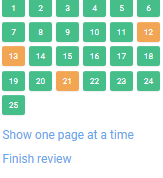 1 2 3 4 5 6
7 8 9 10 11 12
13 14 15 16 17 18
19 20 21 22 23 24
25
Show one page at a time
Finish review